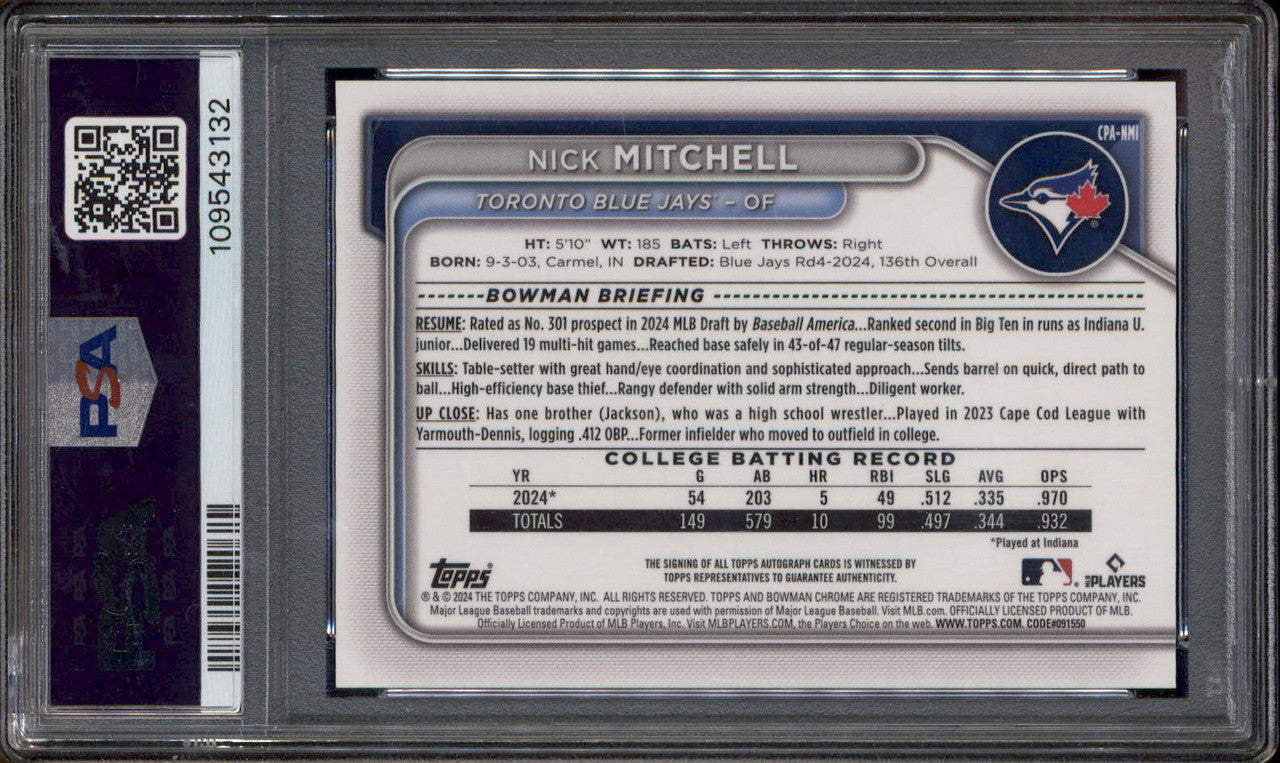 109543132
PSA
CPA-NMI
NICK MITCHELL
TORONTO BLUE JAYS™ – OF
HT: 5'10" WT: 185 BATS: Left THROWS: Right
BORN: 9-3-03, Carmel, IN DRAFTED: Blue Jays Rd4-2024, 136th Overall
-------BOWMAN BRIEFING -------
RESUME: Rated as No. 301 prospect in 2024 MLB Draft by Baseball America...Ranked second in Big Ten in runs as Indiana U.
junior...Delivered 19 multi-hit games...Reached base safely in 43-of-47 regular-season tilts.
SKILLS: Table-setter with great hand/eye coordination and sophisticated approach...Sends barrel on quick, direct path to
ball...High-efficiency base thief...Rangy defender with solid arm strength...Diligent worker.
UP CLOSE: Has one brother (Jackson), who was a high school wrestler...Played in 2023 Cape Cod League with
Yarmouth-Dennis, logging .412 OBP...Former infielder who moved to outfield in college.
COLLEGE BATTING RECORD
YR G AB HR RBI SLG AVG OPS
2024* 54 203 5 49 .512 .335 .970
TOTALS 149 579 10 99 .497 .344 .932
*Played at Indiana
Topps®
THE SIGNING OF ALL TOPPS AUTOGRAPH CARDS IS WITNESSED BY
TOPPS REPRESENTATIVES TO GUARANTEE AUTHENTICITY.
MLB PLAYERS
® & © 2024 THE TOPPS COMPANY, INC. ALL RIGHTS RESERVED. TOPPS AND BOWMAN CHROME ARE REGISTERED TRADEMARKS OF THE TOPPS COMPANY, INC.
Major League Baseball trademarks and copyrights are used with permission of Major League Baseball. Visit MLB.com. OFFICIALLY LICENSED PRODUCT OF MLB.
Officially Licensed Product of MLB Players, Inc. Visit MLBPLAYERS.COM, the Players Choice on the web. WWW.TOPPS.COM. CODE#091550